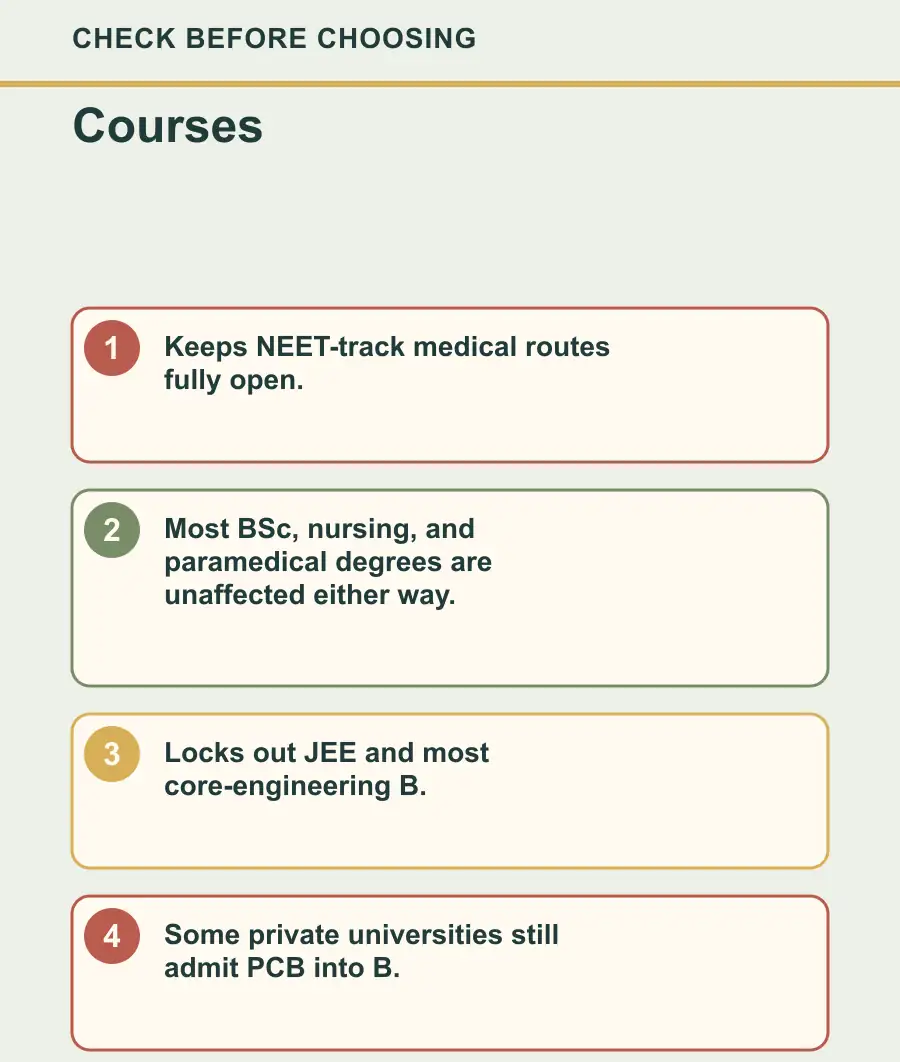 CHECK BEFORE CHOOSING
Courses
1
Keeps NEET-track medical routes
fully open.
2
Most BSc, nursing, and
paramedical degrees are
unaffected either way.
3
Locks out JEE and most
core-engineering B.
4
Some private universities still
admit PCB into B.